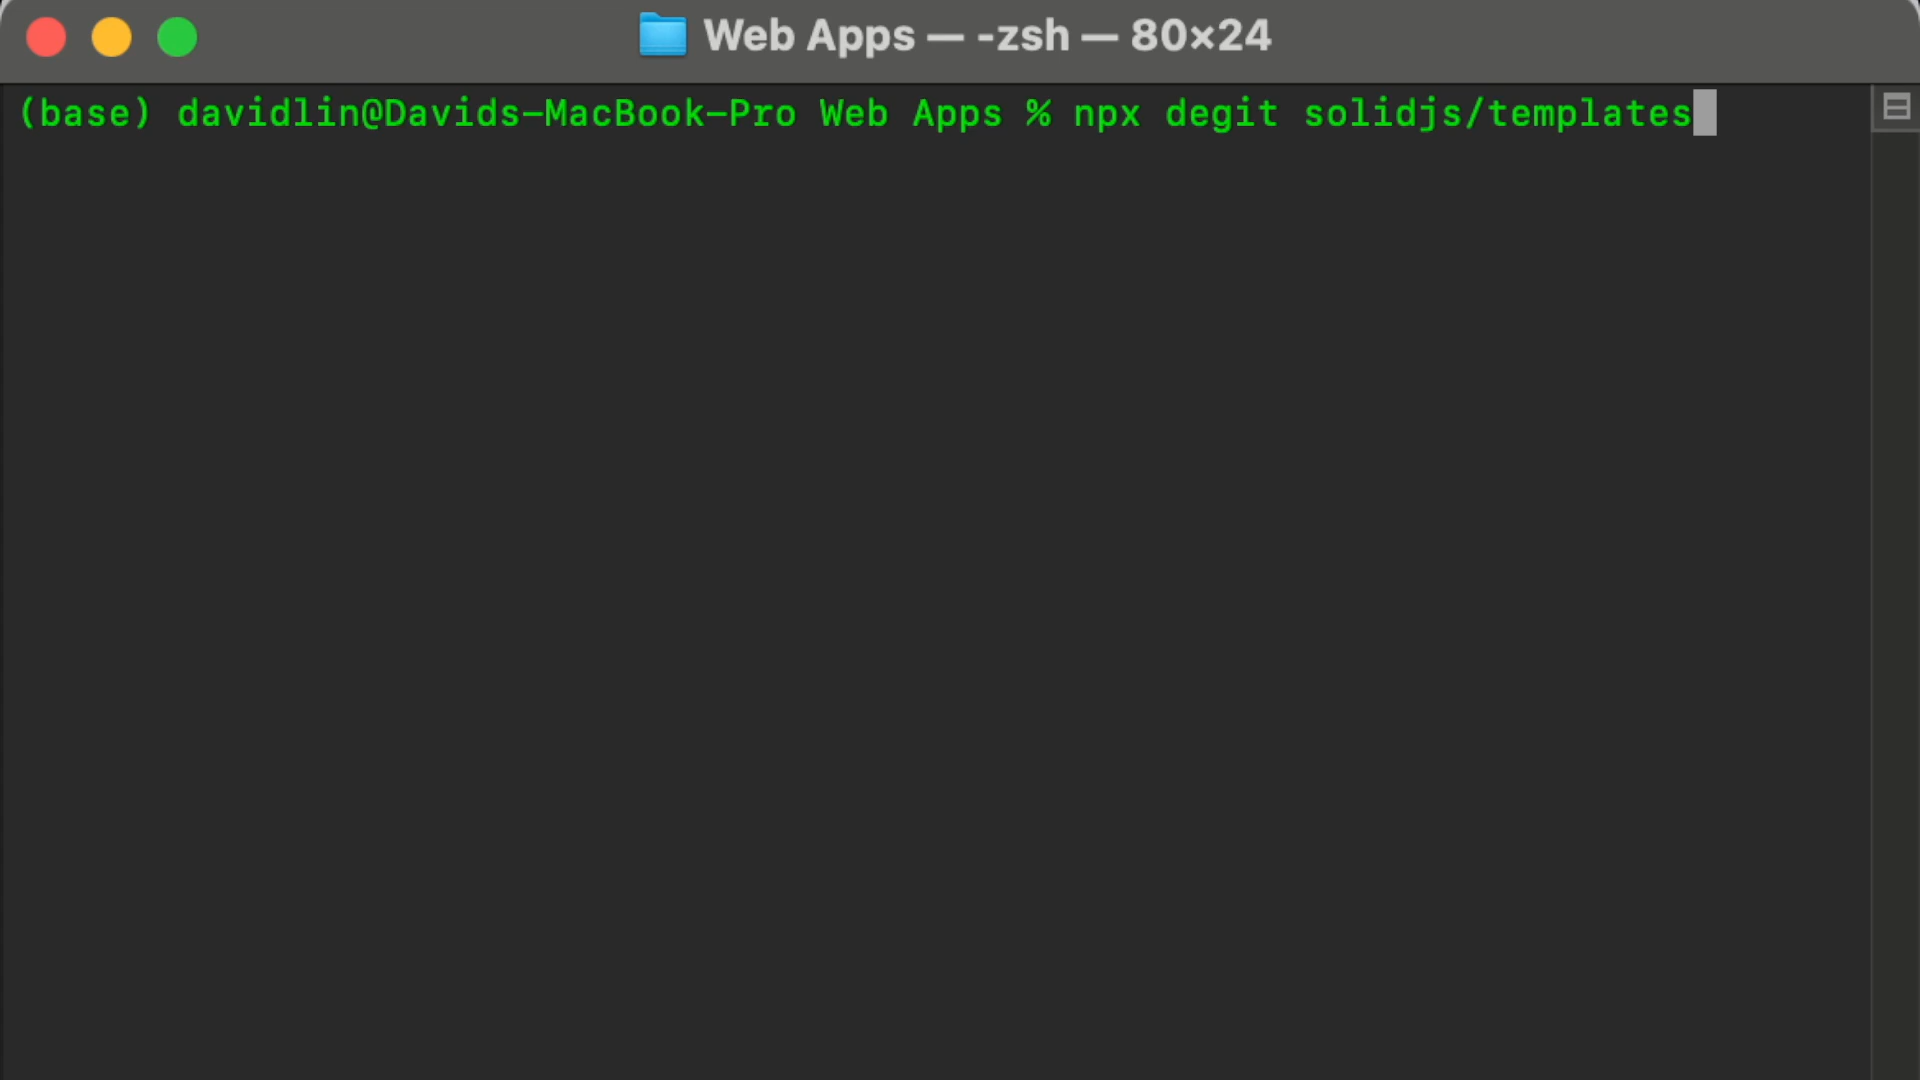 Web Apps — -zsh — 80×24
(base) davidlin@Davids-MacBook-Pro Web Apps % npx degit solidjs/templates